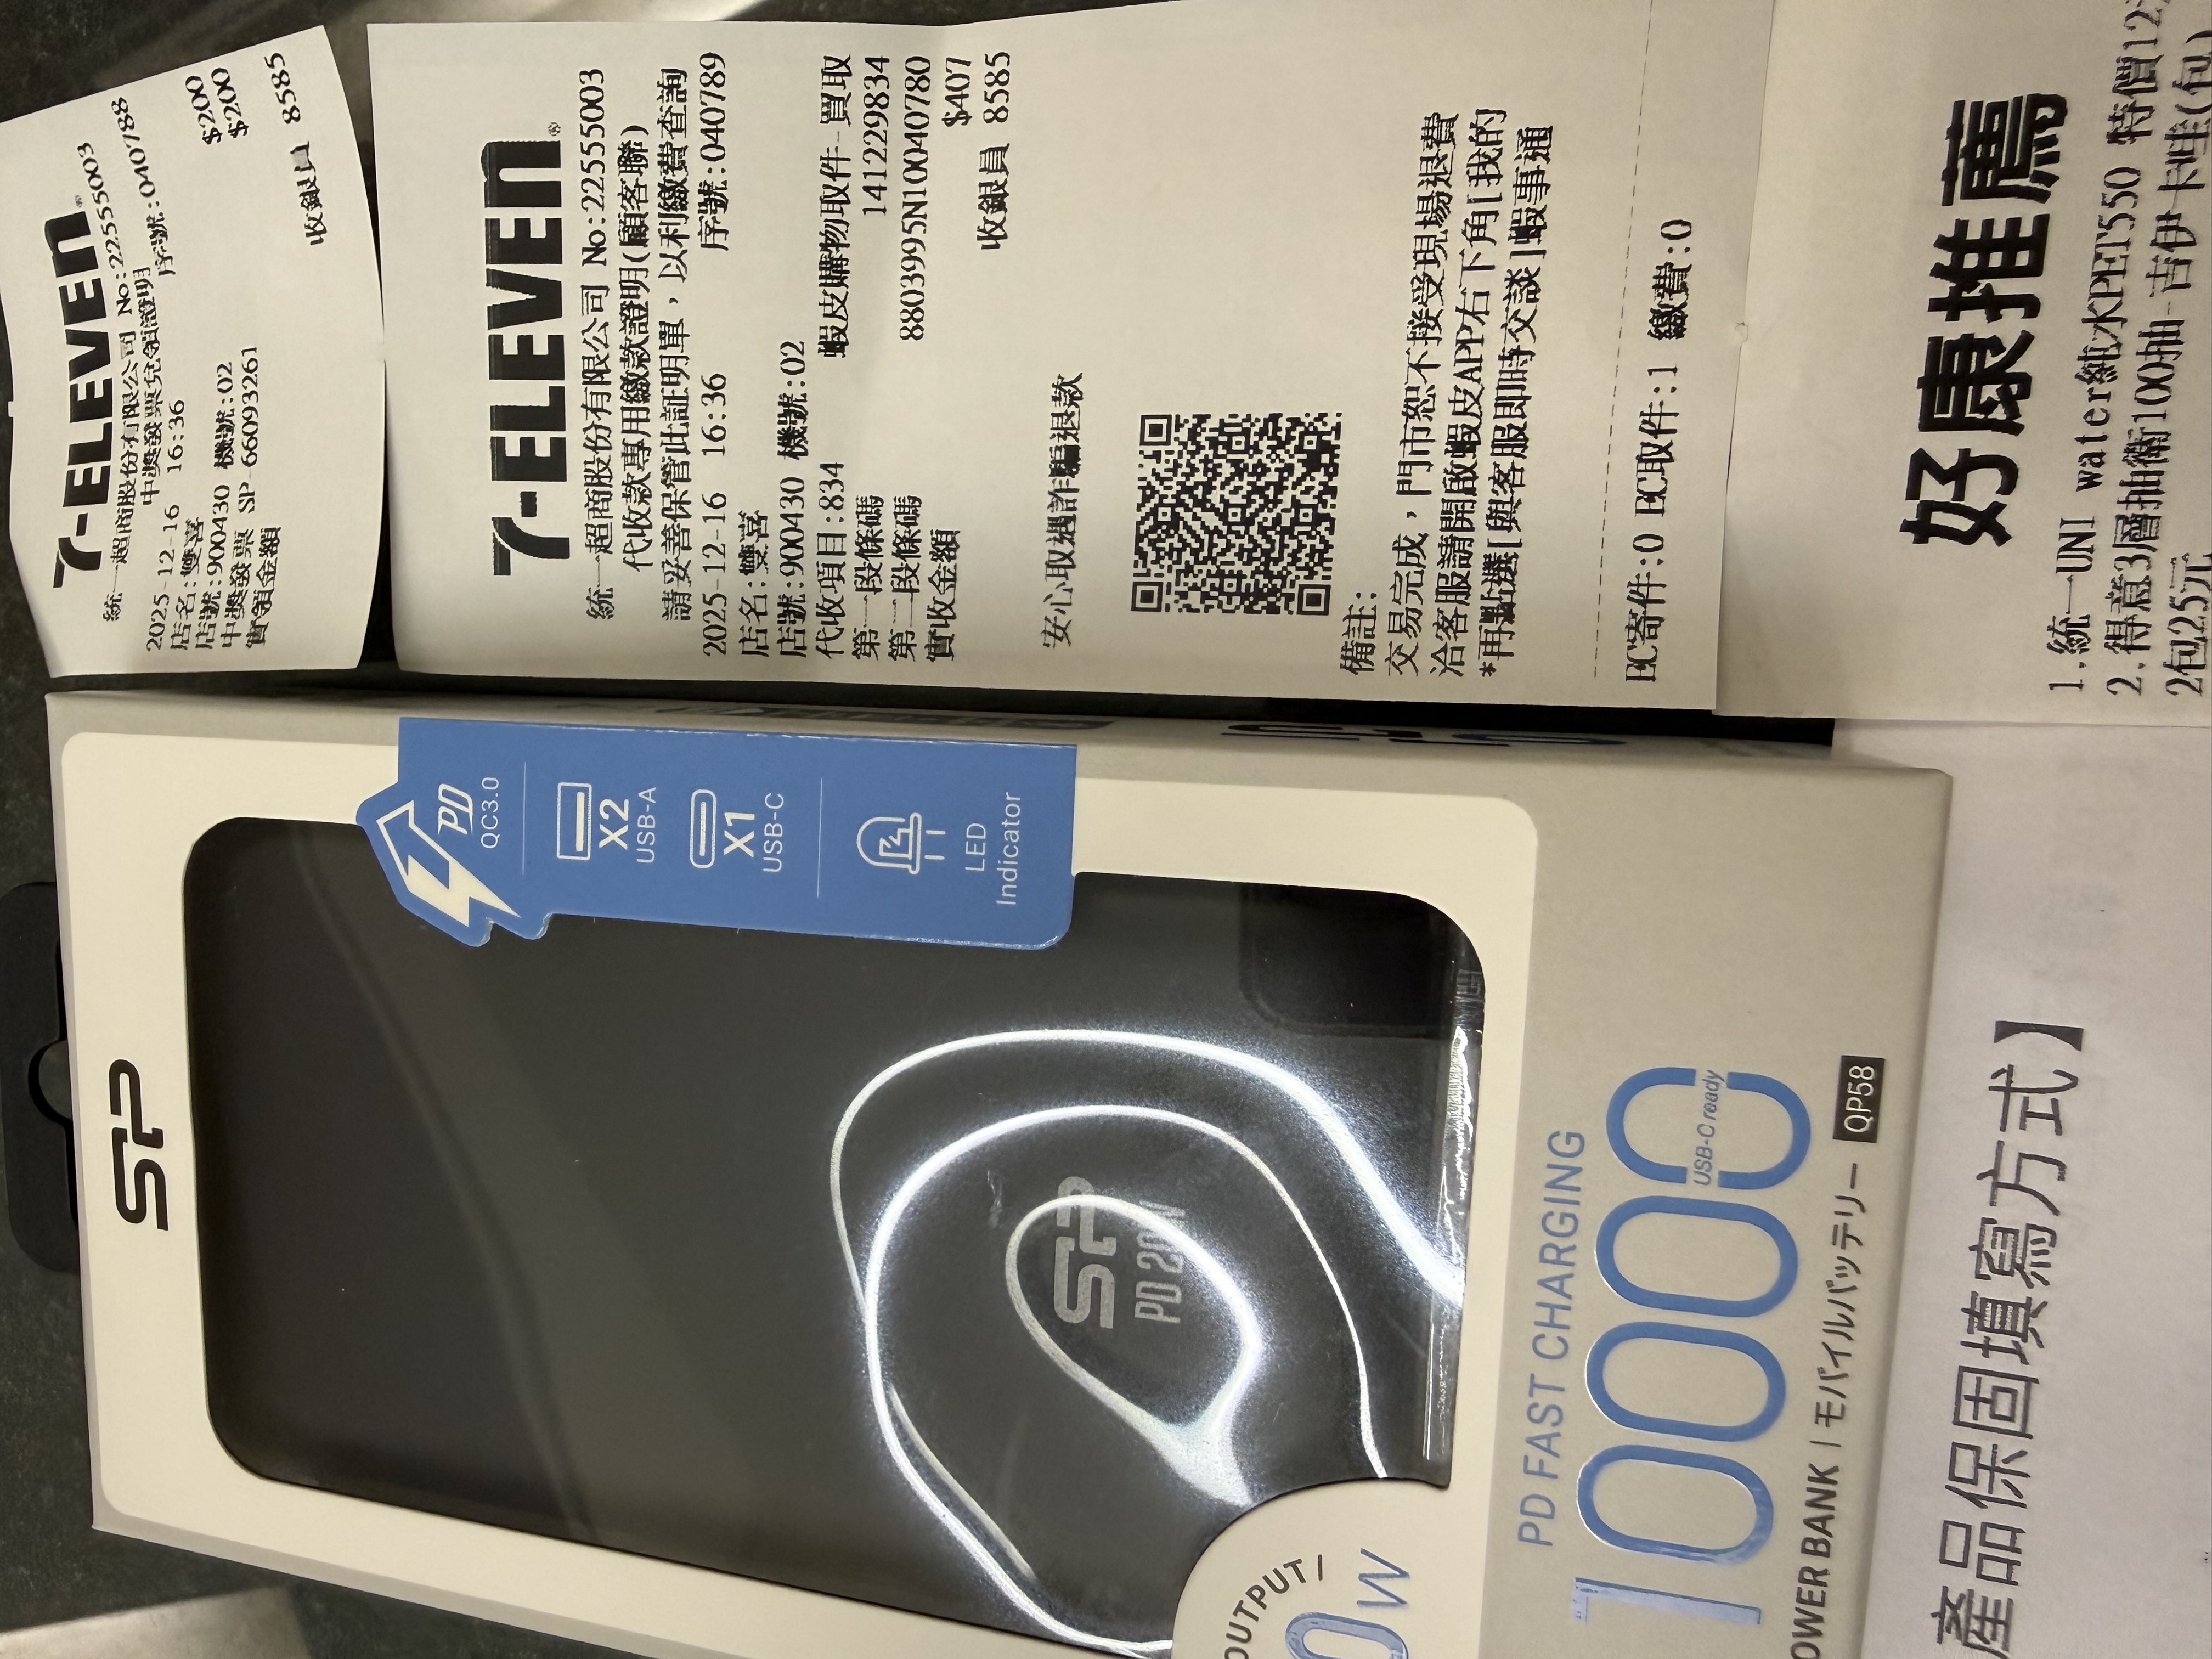 7-ELEVEN®
統一超商股份有限公司 No:22555003
中獎發票兌領證明
2025-12-16 16:36 序號:040788
店名:雙喜
店號:900430 機號:02
中獎發票 SP-66093261 $200
實領金額 $200
收銀員 8585
7-ELEVEN®
統一超商股份有限公司 No:22555003
代收款專用繳款證明(顧客聯)
請妥善保管此証明單,以利繳費查詢
2025-12-16 16:36 序號:040789
店名:雙喜
店號:900430 機號:02
代收項目:834 蝦皮購物取件-買取
第一段條碼 141229834
第二段條碼 8803995N10040780
實收金額 $407
收銀員 8585
安心取遇詐騙退款
備註:
交易完成,門市恕不接受現場退費
洽客服請開啟蝦皮APP右下角[我的
*再點選[與客服即時交談]蝦事通
EC寄件:0 EC取件:1 繳費:0
好康推薦
1.統一UNI water純水PET550 特價12
2.得意3層抽衛100抽-吉伊卡哇(包)
2包25元
SP
PD
QC3.0
X2
USB-A
X1
USB-C
LED
Indicator
SP
PD 20W
OUTPUT /
0W
PD FAST CHARGING
10000
USB-C ready
OWER BANK | モバイルバッテリー QP58
產品保固填寫方式】